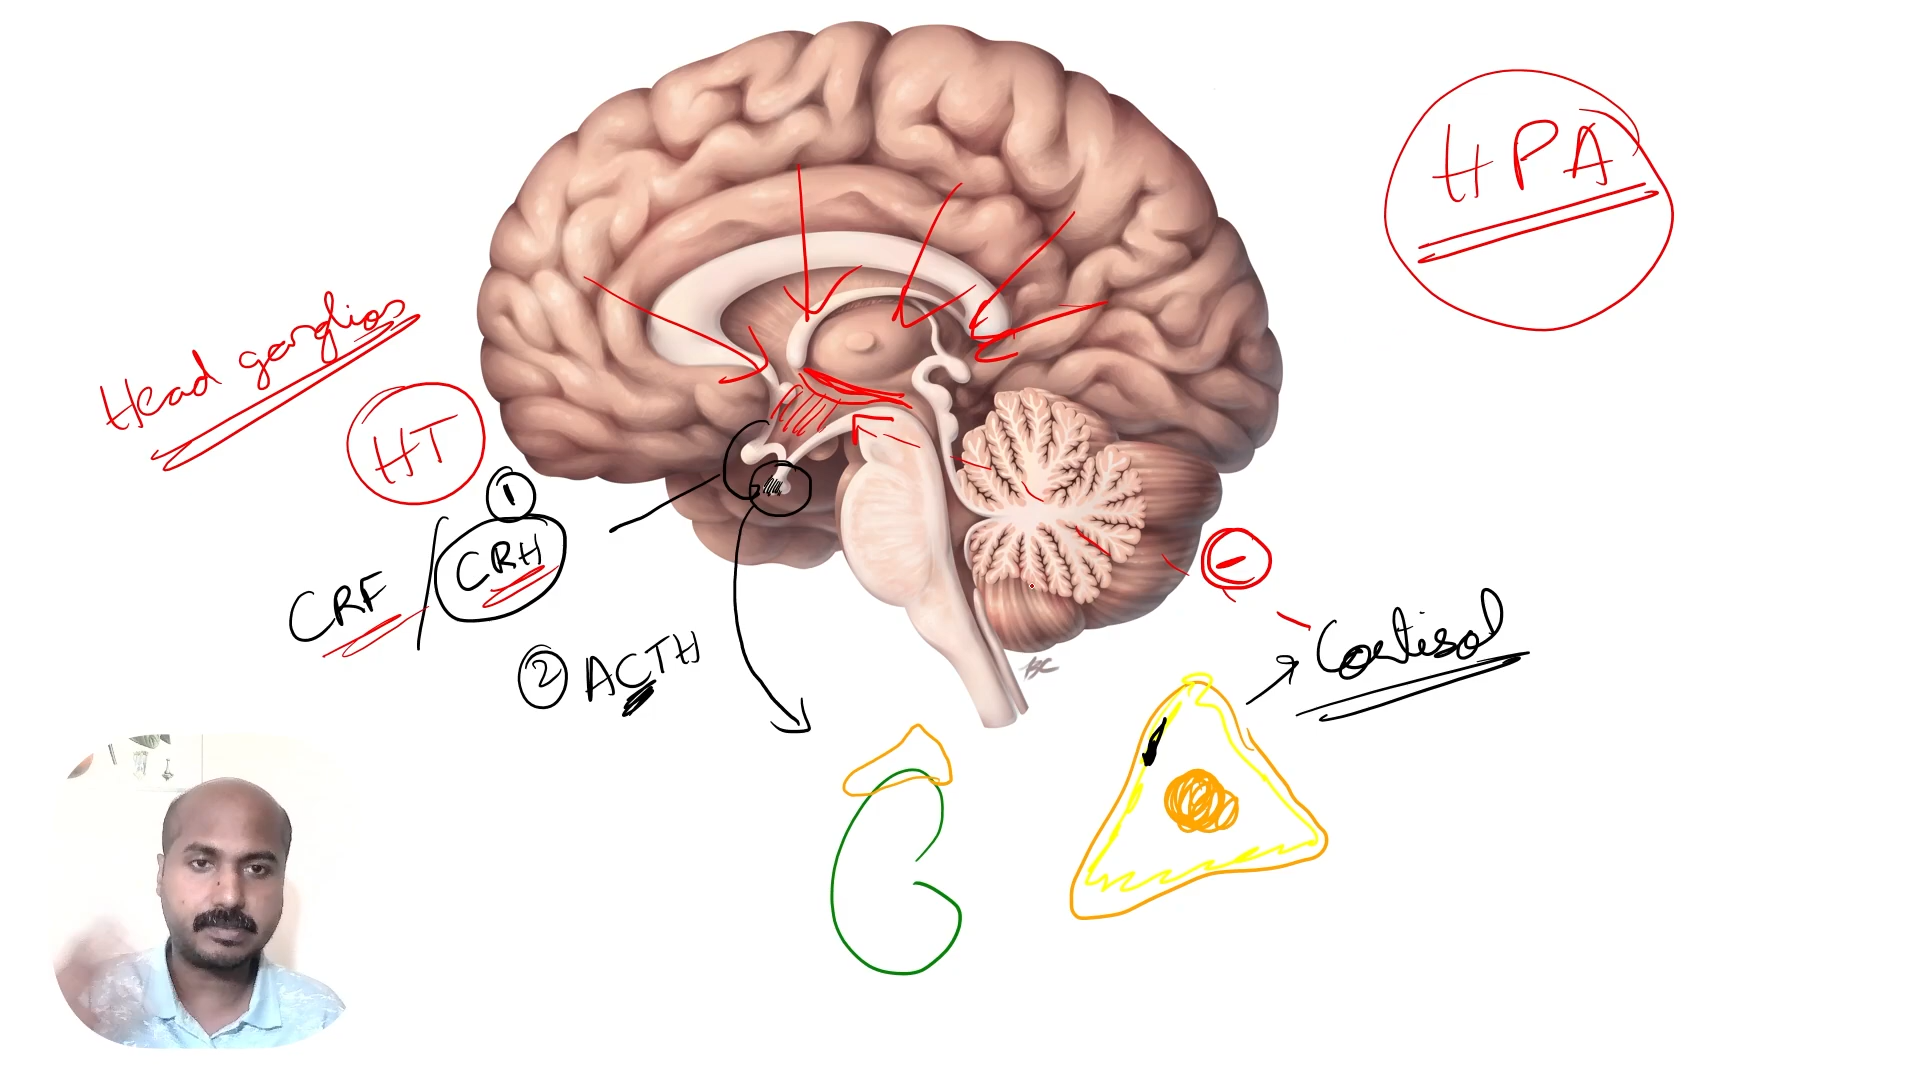 HPA
Head ganglion
HT
1
CRF / CRH
2 ACTH
Cortisol